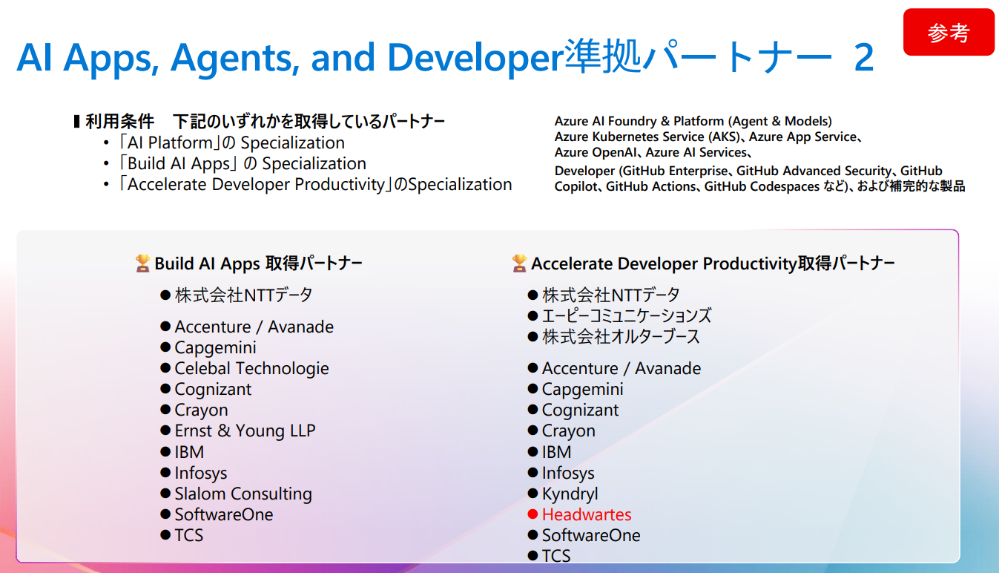 参考
AI Apps, Agents, and Developer準拠パートナー 2
利用条件 下記のいずれかを取得しているパートナー
• 「AI Platform」の Specialization
• 「Build AI Apps」 の Specialization
• 「Accelerate Developer Productivity」のSpecialization
Azure AI Foundry & Platform (Agent & Models)
Azure Kubernetes Service (AKS)、Azure App Service、
Azure OpenAI、Azure AI Services、
Developer (GitHub Enterprise、GitHub Advanced Security、GitHub
Copilot、GitHub Actions、GitHub Codespaces など)、および補完的な製品
🏆Build AI Apps 取得パートナー
● 株式会社NTTデータ
● Accenture / Avanade
● Capgemini
● Celebal Technologie
● Cognizant
● Crayon
● Ernst & Young LLP
● IBM
● Infosys
● Slalom Consulting
● SoftwareOne
● TCS
🏆Accelerate Developer Productivity取得パートナー
● 株式会社NTTデータ
● エーピーコミュニケーションズ
● 株式会社オルターブース
● Accenture / Avanade
● Capgemini
● Cognizant
● Crayon
● IBM
● Infosys
● Kyndryl
● Headwartes
● SoftwareOne
● TCS